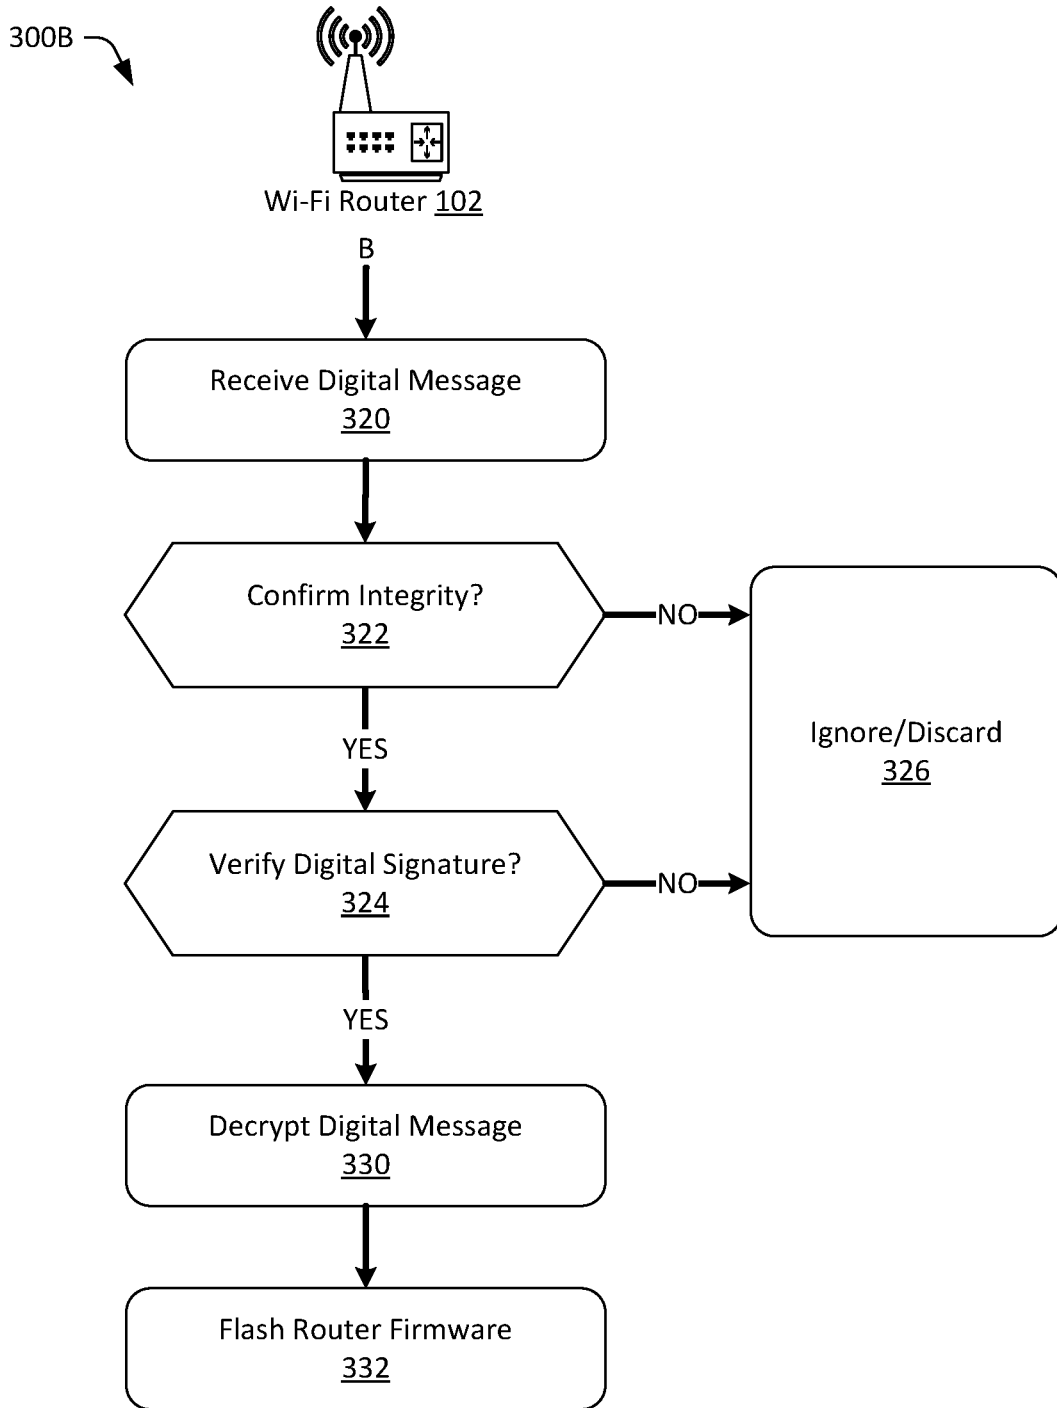 300B
Wi-Fi Router 102
B
Receive Digital Message
320
Confirm Integrity?
322
NO
YES
Ignore/Discard
326
Verify Digital Signature?
324
NO
YES
Decrypt Digital Message
330
Flash Router Firmware
332